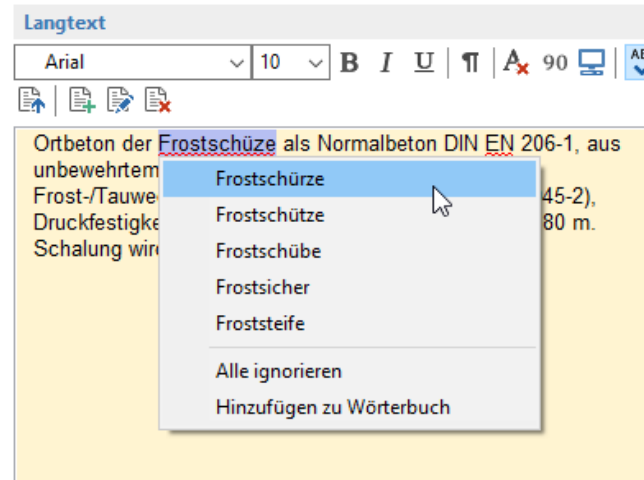 Langtext
Arial 10 B I U ¶ A 90
Ortbeton der Frostschüze als Normalbeton DIN EN 206-1, aus
unbewehrtem
Frost-/Tauwe 45-2),
Druckfestigke 80 m.
Schalung wir
Frostschürze
Frostschütze
Frostschübe
Frostsicher
Froststeife
Alle ignorieren
Hinzufügen zu Wörterbuch